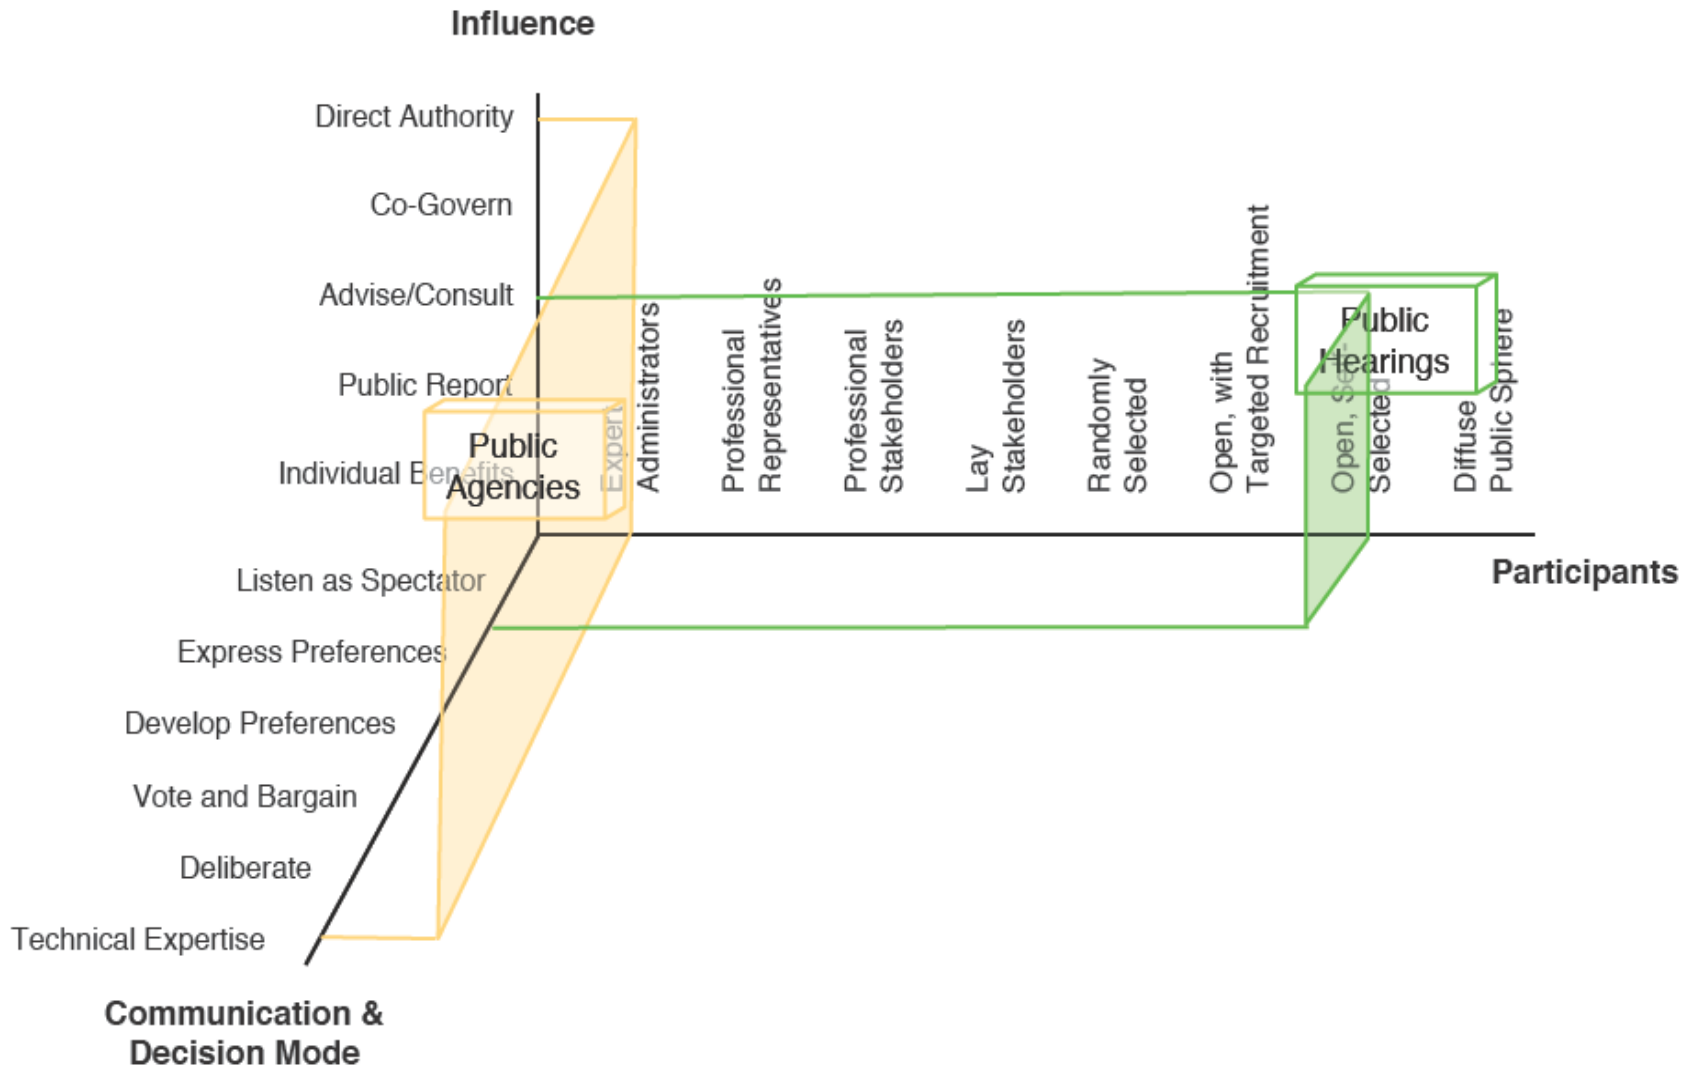 Influence
Direct Authority
Co-Govern
Advise/Consult
Public Report
Individual Benefits
Public
Agencies
Expert
Administrators
Professional
Representatives
Professional
Stakeholders
Lay
Stakeholders
Randomly
Selected
Open, with
Targeted Recruitment
Open, Self-
Selected
Diffuse
Public Sphere
Public
Hearings
Participants
Listen as Spectator
Express Preferences
Develop Preferences
Vote and Bargain
Deliberate
Technical Expertise
Communication &
Decision Mode